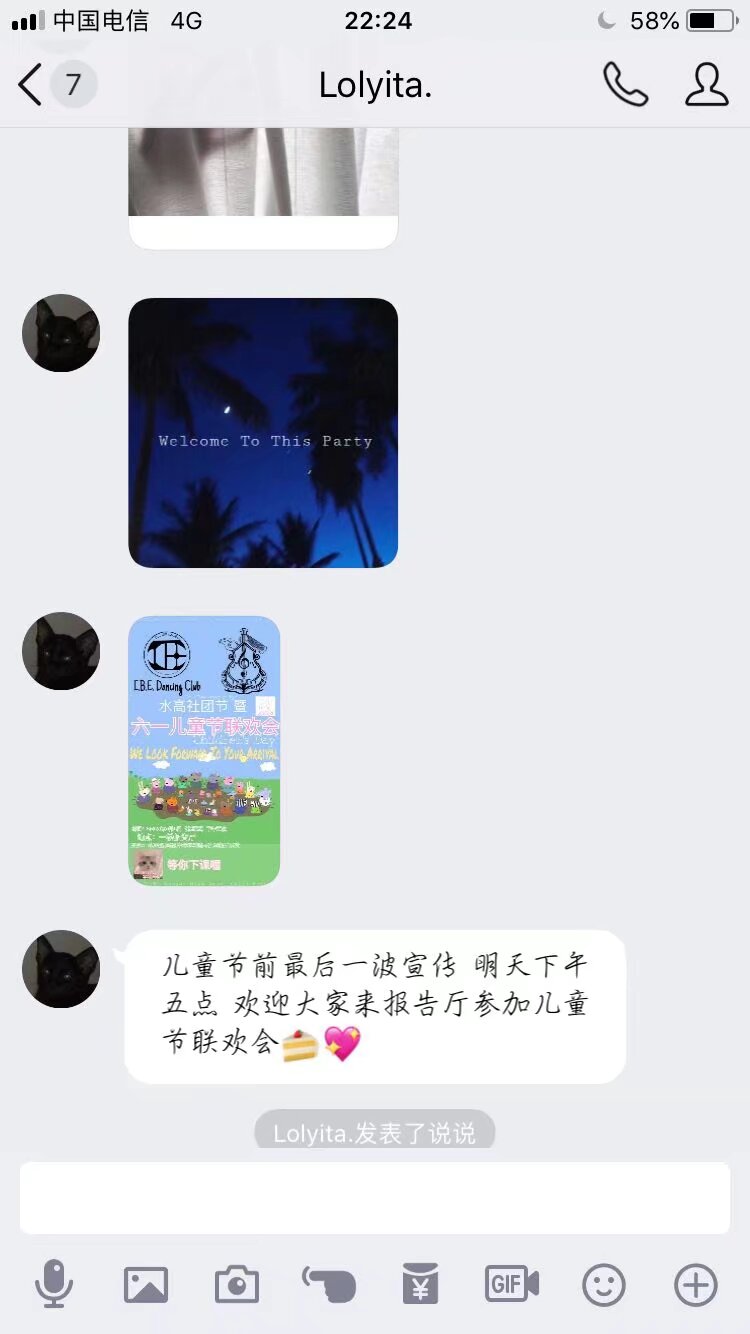 中国电信 4G 22:24 58%
7 Lolyita.
Welcome To This Party
I.B.E. Dancing Club
水高社团节 暨
六一儿童节联欢会
Children's Day
WE LOOK FORWARD TO YOUR ARRIVAL
等你下课喔
儿童节前最后一波宣传 明天下午
五点 欢迎大家来报告厅参加儿童
节联欢会🍰💖
Lolyita.发表了说说
GIF